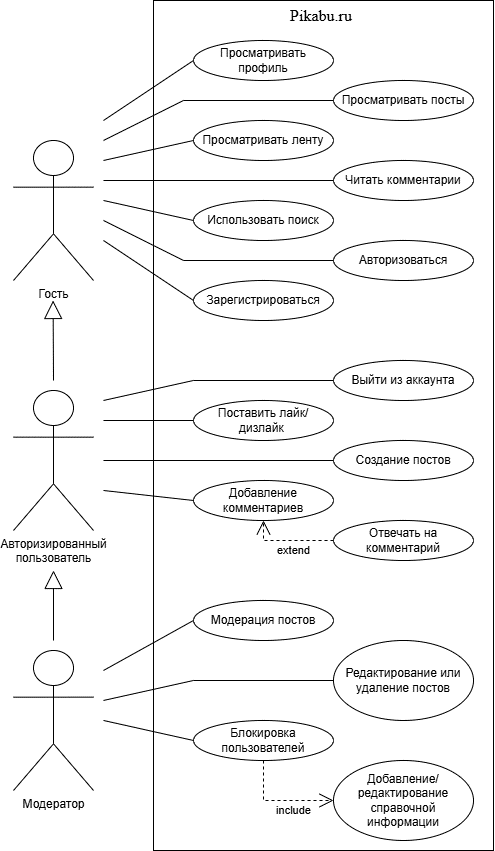 Pikabu.ru
Просматривать
профиль
Просматривать посты
Просматривать ленту
Читать комментарии
Использовать поиск
Авторизоваться
Зарегистрироваться
Гость
Выйти из аккаунта
Поставить лайк/
дизлайк
Создание постов
Добавление
комментариев
Отвечать на
комментарий
extend
Авторизированный
пользователь
Модерация постов
Редактирование или
удаление постов
Блокировка
пользователей
Добавление/
редактирование
справочной
информации
include
Модератор